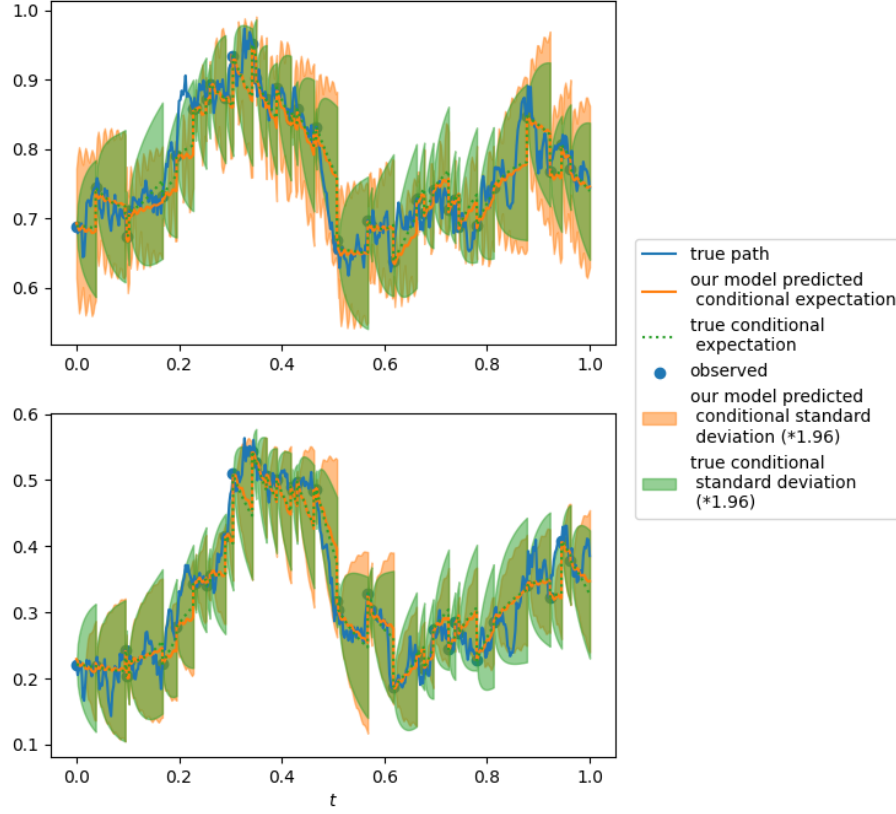 1.0
0.9
0.8
0.7
0.6
0.0 0.2 0.4 0.6 0.8 1.0
true path
our model predicted
conditional expectation
true conditional
expectation
observed
our model predicted
conditional standard
deviation (*1.96)
true conditional
standard deviation
(*1.96)
0.6
0.5
0.4
0.3
0.2
0.1
0.0 0.2 0.4 0.6 0.8 1.0
t